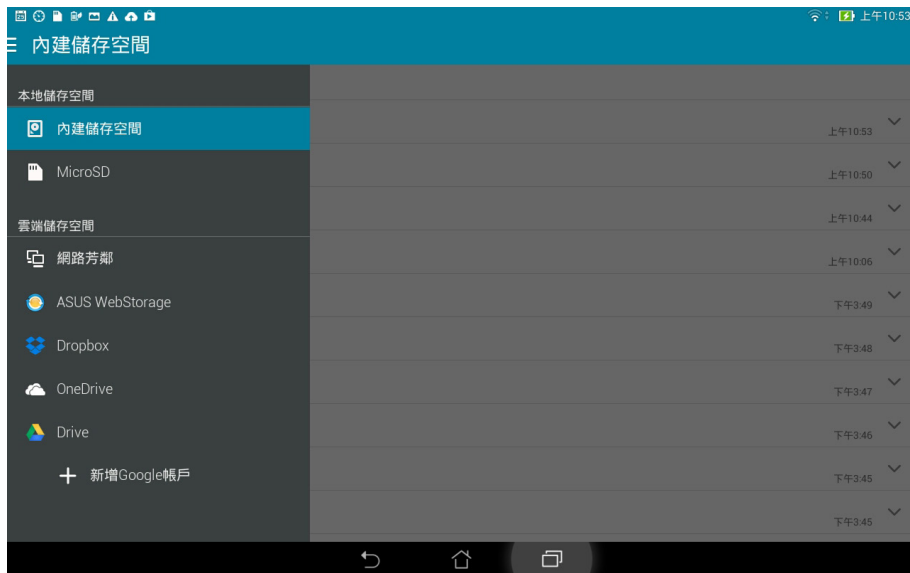 上午10:53
內建儲存空間
本地儲存空間
內建儲存空間
MicroSD
雲端儲存空間
網路芳鄰
ASUS WebStorage
Dropbox
OneDrive
Drive
新增Google帳戶
上午10:53
上午10:50
上午10:44
上午10:06
下午3:49
下午3:48
下午3:47
下午3:46
下午3:45
下午3:45